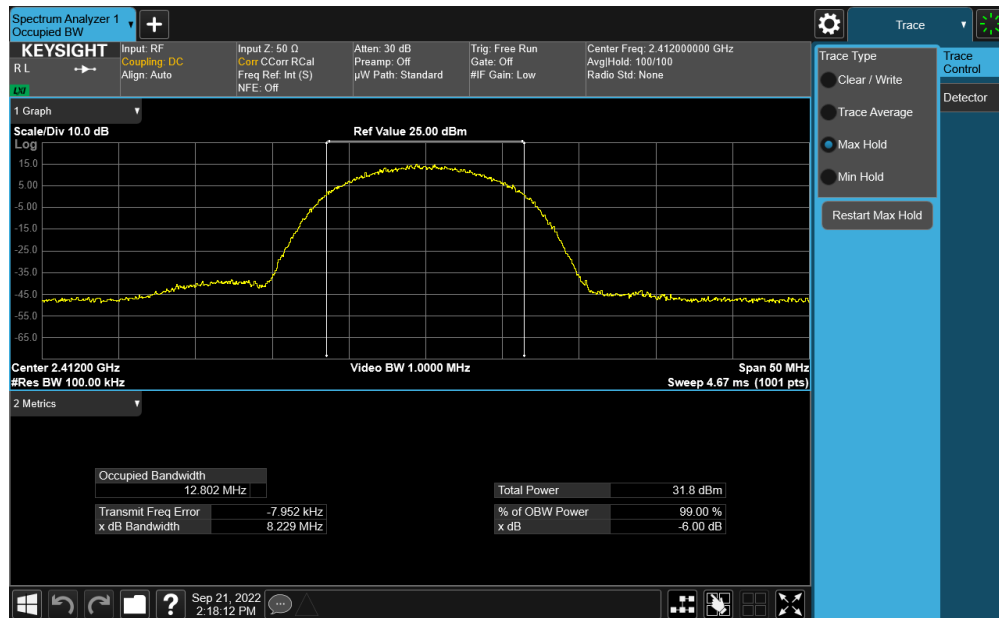 Spectrum Analyzer 1
Occupied BW
Trace
KEYSIGHT
R L
LXI
Input: RF
Coupling: DC
Align: Auto
Input Z: 50 Ω
Corr CCorr RCal
Freq Ref: Int (S)
NFE: Off
Atten: 30 dB
Preamp: Off
µW Path: Standard
Trig: Free Run
Gate: Off
#IF Gain: Low
Center Freq: 2.412000000 GHz
Avg|Hold: 100/100
Radio Std: None
1 Graph
Scale/Div 10.0 dB
Ref Value 25.00 dBm
Log
15.0
5.00
-5.00
-15.0
-25.0
-35.0
-45.0
-55.0
-65.0
Center 2.41200 GHz
Video BW 1.0000 MHz
Span 50 MHz
#Res BW 100.00 kHz
Sweep 4.67 ms (1001 pts)
2 Metrics
Occupied Bandwidth
12.802 MHz
Transmit Freq Error -7.952 kHz
x dB Bandwidth 8.229 MHz
Total Power 31.8 dBm
% of OBW Power 99.00 %
x dB -6.00 dB
Trace Type
Clear / Write
Trace Average
Max Hold
Min Hold
Restart Max Hold
Trace
Control
Detector
Sep 21, 2022
2:18:12 PM